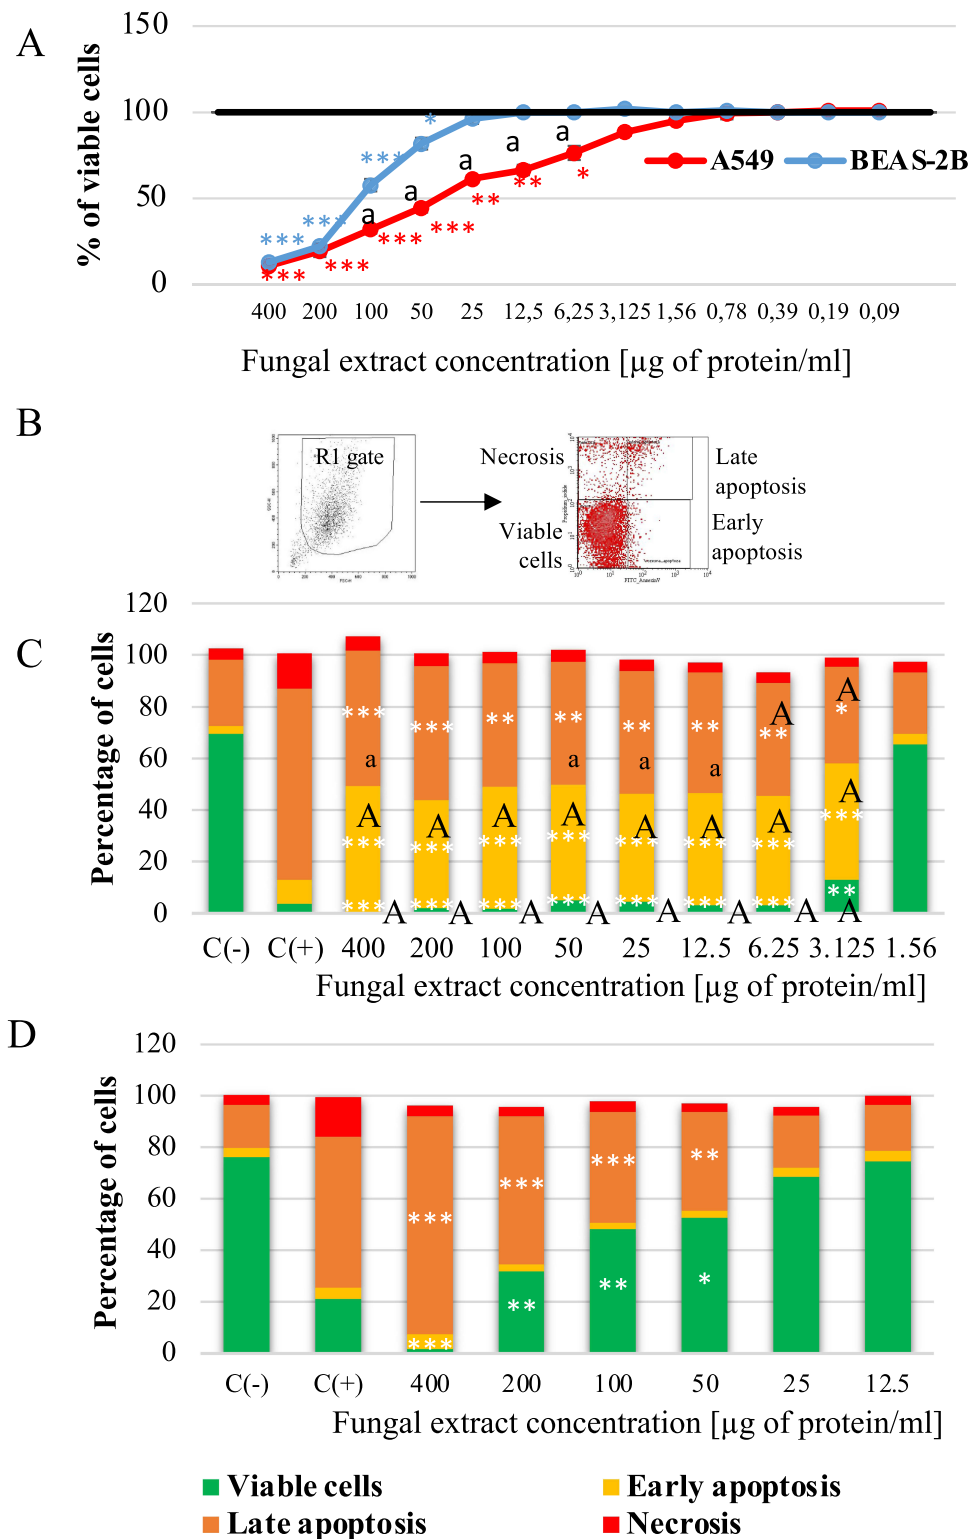 A
150
100
50
0
% of viable cells
A549
BEAS-2B
*** *** *** *
a a a a a
*** *** *** *** ** ** *
400 200 100 50 25 12,5 6,25 3,125 1,56 0,78 0,39 0,19 0,09
Fungal extract concentration [µg of protein/ml]
B
R1 gate
Necrosis
Late
apoptosis
Viable
cells
Early
apoptosis
FITC_AnnexinV
C
120
100
80
60
40
20
0
Percentage of cells
A
*** *** ** ** ** ** ** *
A
a a a a
A A A A A A A A
*** *** *** *** *** *** *** ***
*** *** *** *** *** *** *** **
A A A A A A A A
C(-) C(+) 400 200 100 50 25 12.5 6.25 3.125 1.56
Fungal extract concentration [µg of protein/ml]
D
120
100
80
60
40
20
0
Percentage of cells
*** *** *** **
*** ** ** *
C(-) C(+) 400 200 100 50 25 12.5
Fungal extract concentration [µg of protein/ml]
Viable cells
Early apoptosis
Late apoptosis
Necrosis